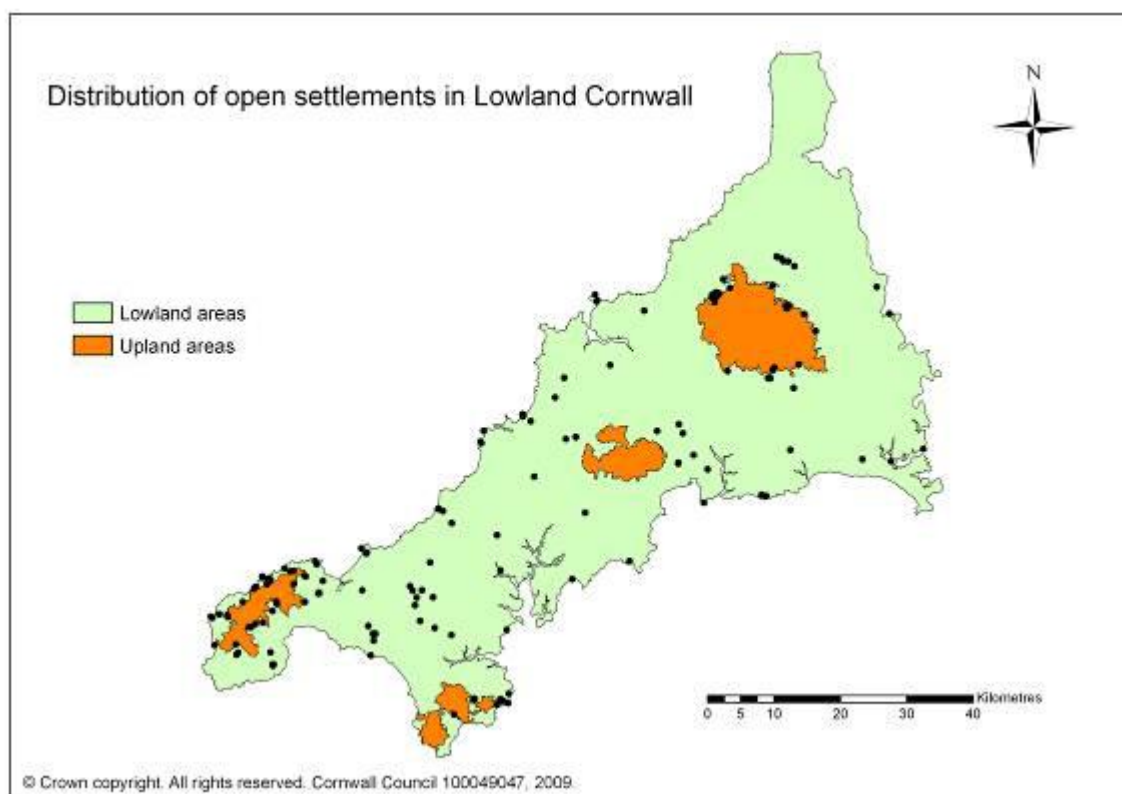 Distribution of open settlements in Lowland Cornwall
N
Lowland areas
Upland areas
Kilometres
0 5 10 20 30 40
© Crown copyright. All rights reserved. Cornwall Council 100049047, 2009.